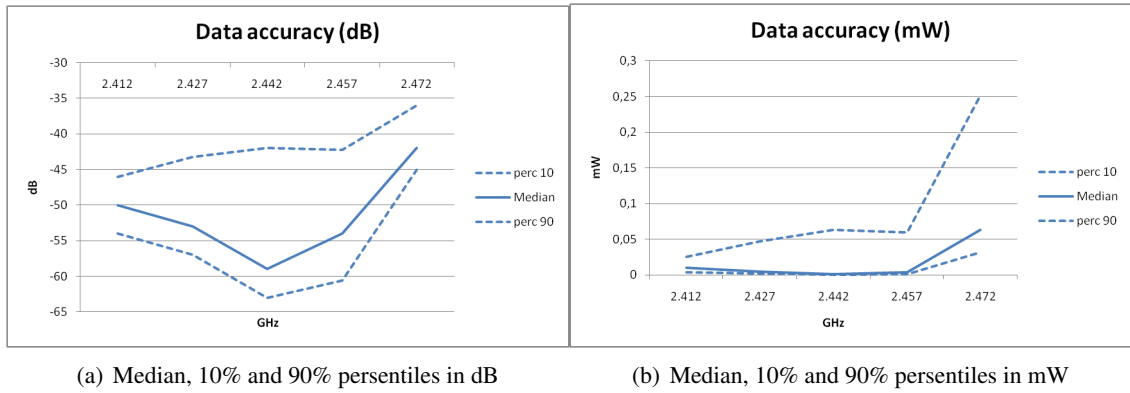 Data accuracy (dB)
-30
-35
-40
-45
-50
-55
-60
-65
dB
2.412 2.427 2.442 2.457 2.472
GHz
perc 10
Median
perc 90
Data accuracy (mW)
0,3
0,25
0,2
0,15
0,1
0,05
0
mW
2.412 2.427 2.442 2.457 2.472
GHz
perc 10
Median
perc 90
(a) Median, 10% and 90% persentiles in dB
(b) Median, 10% and 90% persentiles in mW